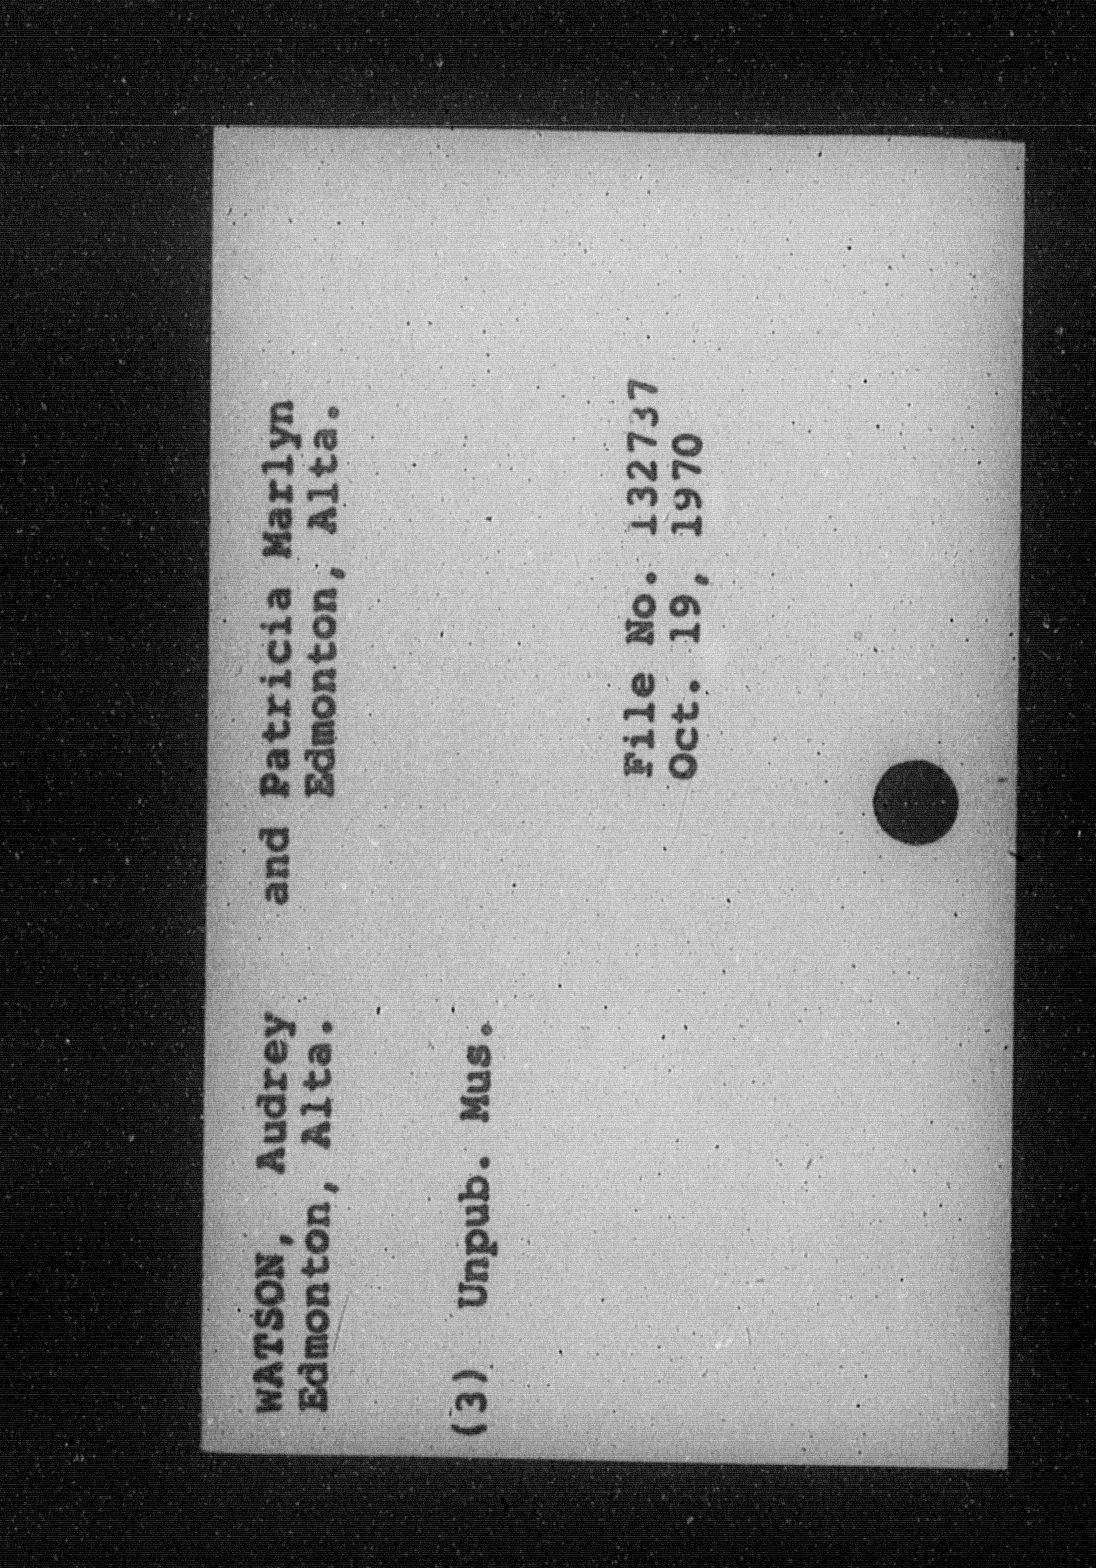 WATSON, Audrey and Patricia Marlyn
Edmonton, Alta. Edmonton, Alta.
(3) Unpub. Mus.
File No. 132737
Oct. 19, 1970